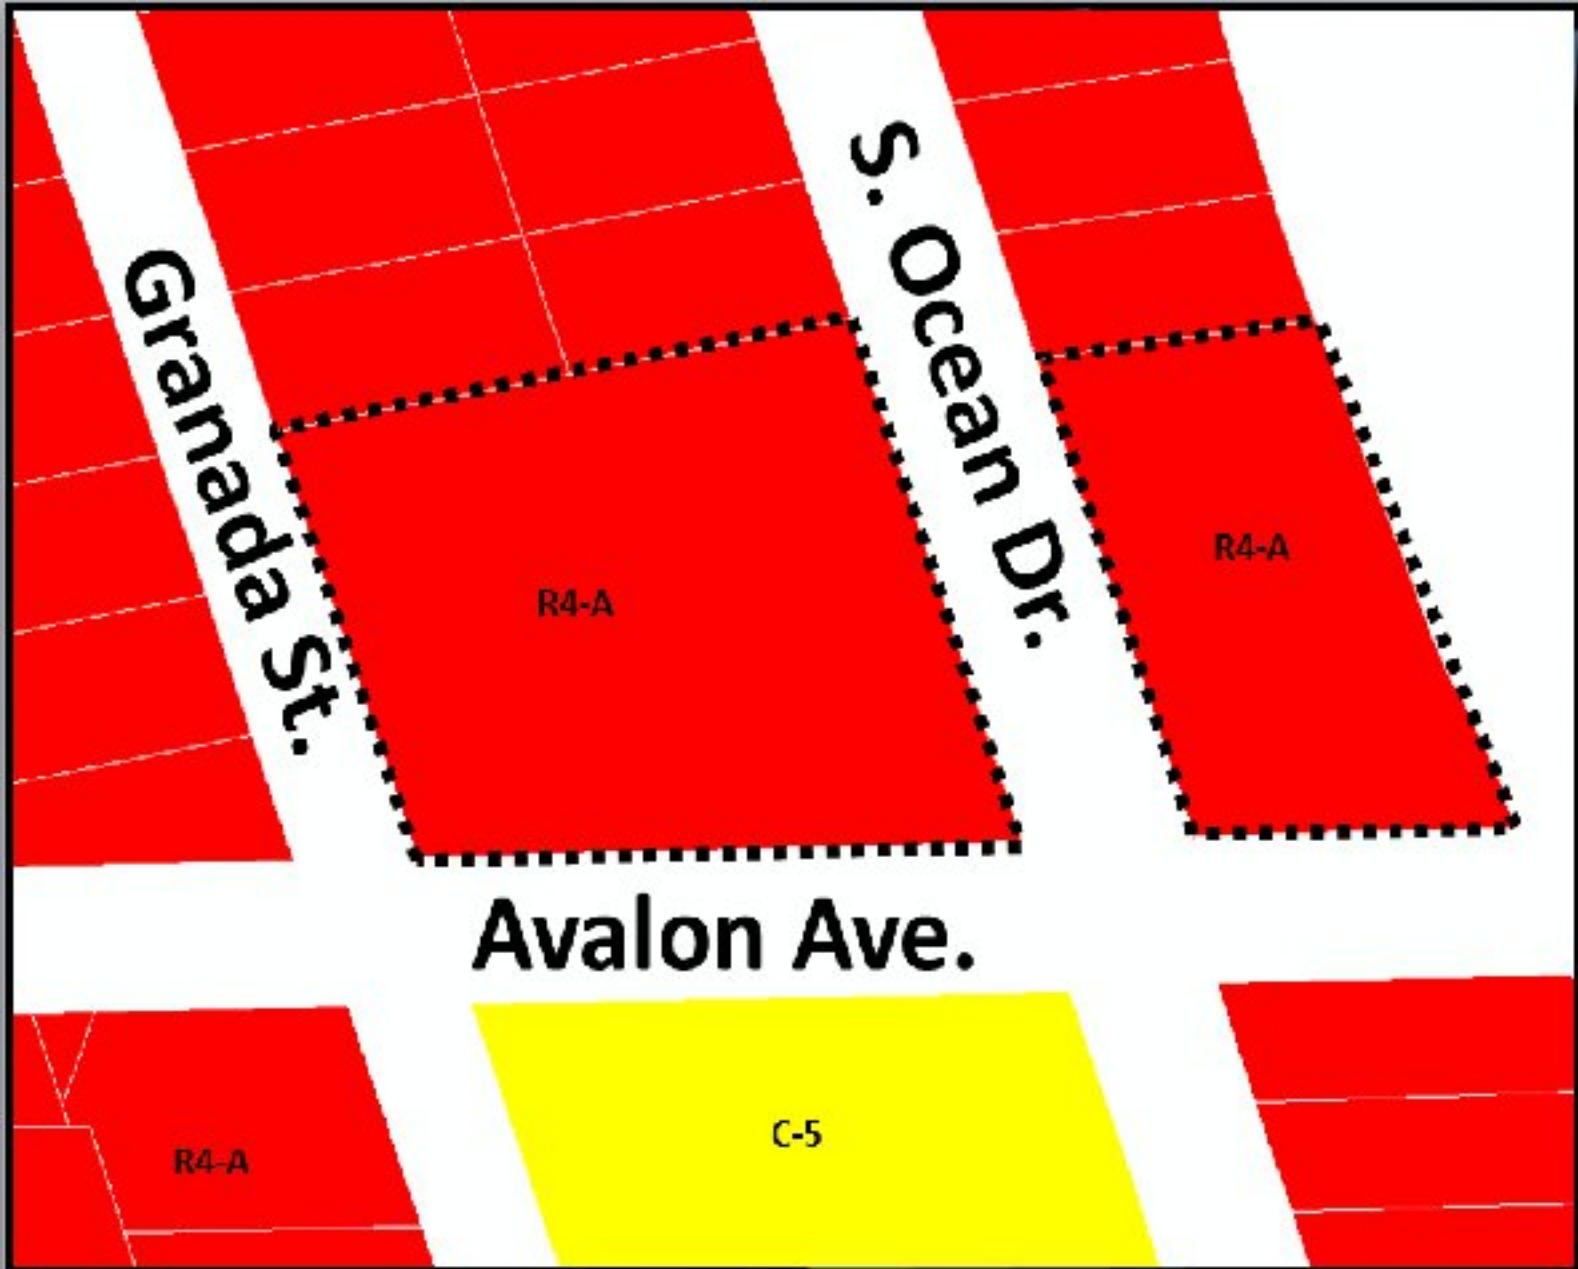 S. Ocean Dr.
Granada St.
R4-A
R4-A
Avalon Ave.
C-5
R4-A